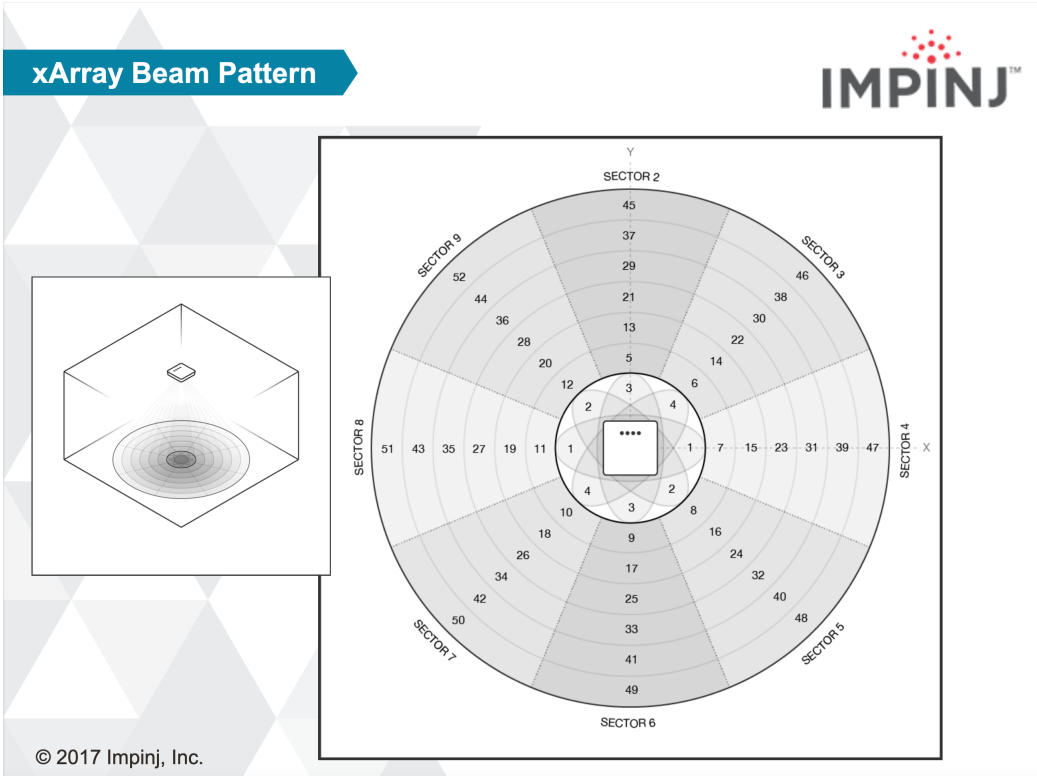 xArray Beam Pattern
IMPINJ™
Y
SECTOR 2
45
37
29
21
13
5
3
SECTOR 9
52
44
36
28
20
12
2
SECTOR 3
46
38
30
22
14
6
4
SECTOR 8
51 43 35 27 19 11 1
1 7 15 23 31 39 47
SECTOR 4
X
4
10
18
26
34
42
50
SECTOR 7
2
8
16
24
32
40
48
SECTOR 5
3
9
17
25
33
41
49
SECTOR 6
© 2017 Impinj, Inc.